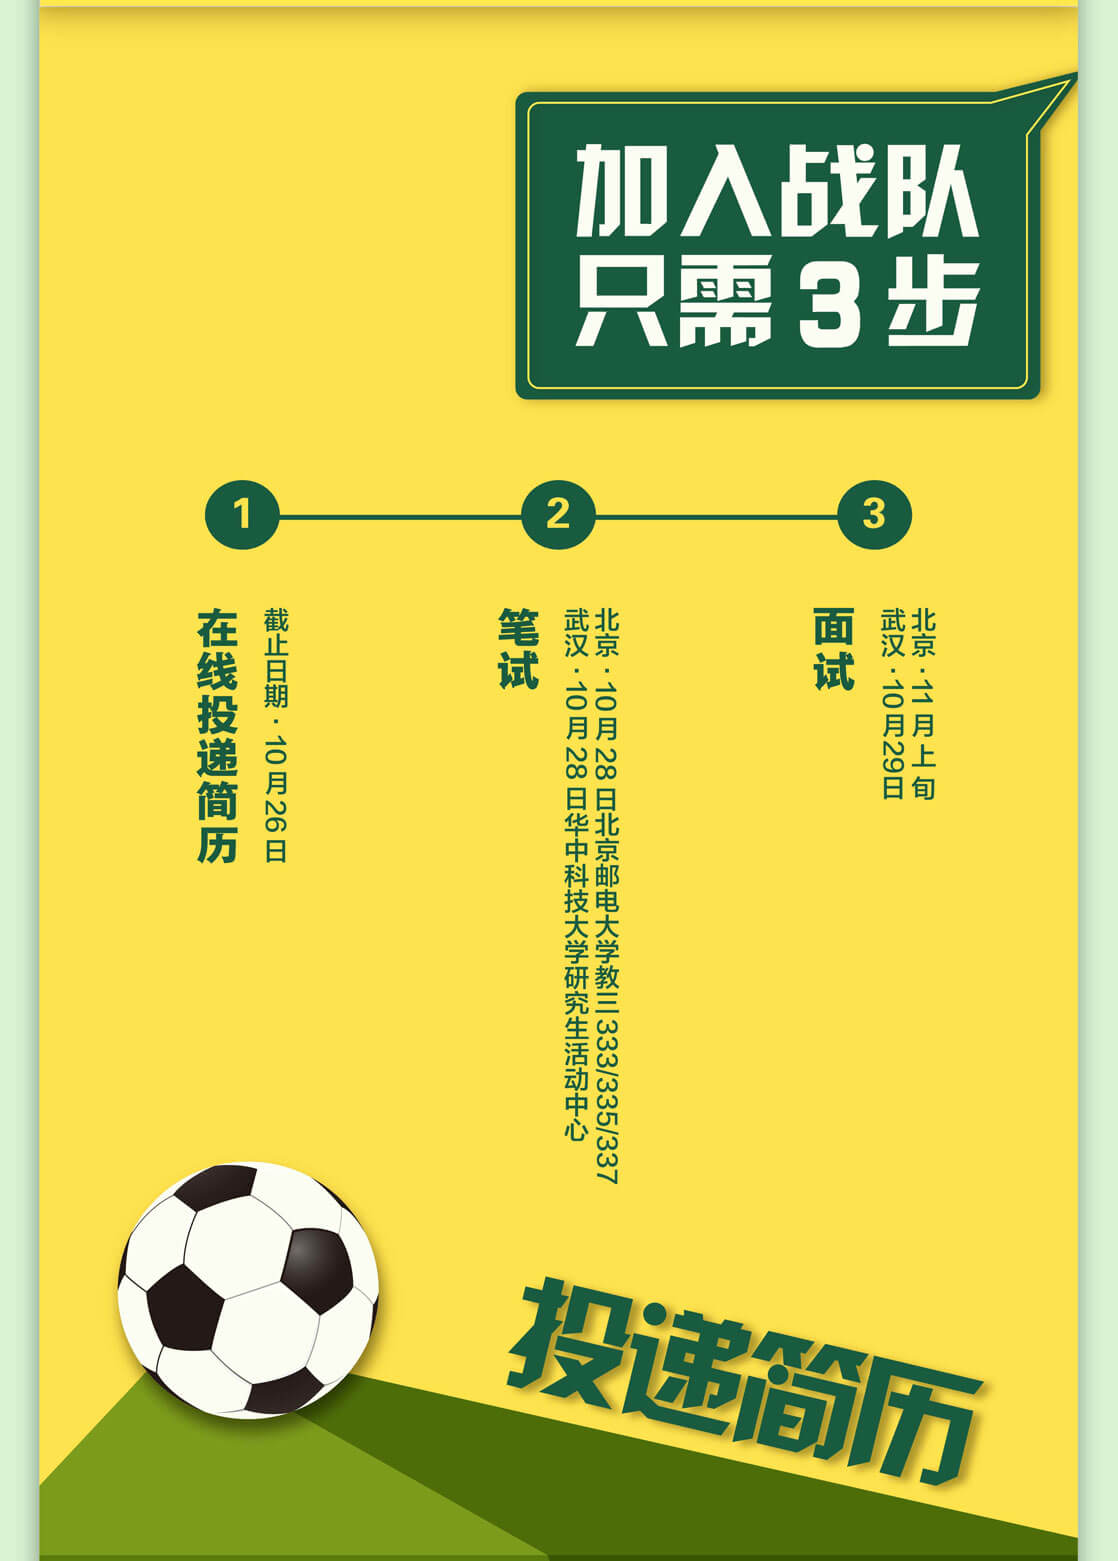 加入战队
只需3步
1
在线投递简历
截止日期·10月26日
2
笔试
北京·10月28日北京邮电大学教三333/335/337
武汉·10月28日华中科技大学研究生活动中心
3
面试
北京·11月上旬
武汉·10月29日
投递简历